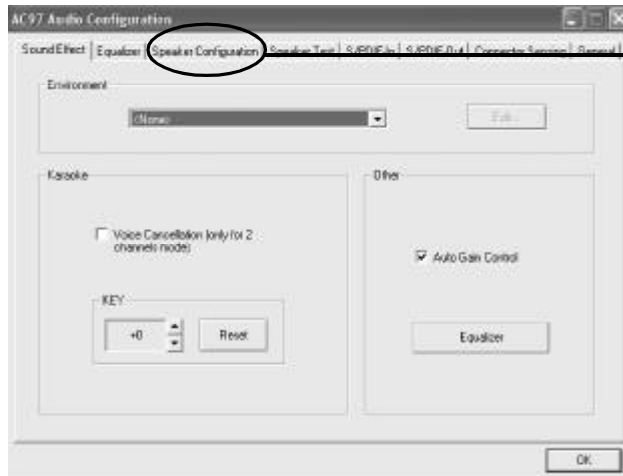 AC97 Audio Configuration
Sound Effect Equalizer Speaker Configuration Speaker Test S/PDIF-In S/PDIF-Out Connector Sensing General
Environment
<None>
Edit
Karaoke
Other
Voice Cancellation (only for 2
channels mode)
Auto Gain Control
KEY
+0
Reset
Equalizer
OK